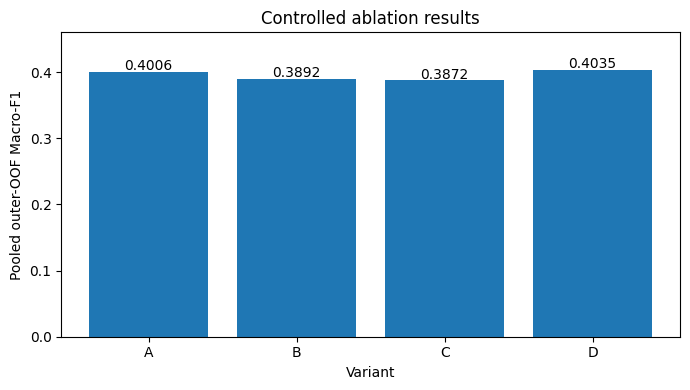 Controlled ablation results
Pooled outer-OOF Macro-F1
0.4
0.3
0.2
0.1
0.0
0.4006
0.3892
0.3872
0.4035
A B C D
Variant